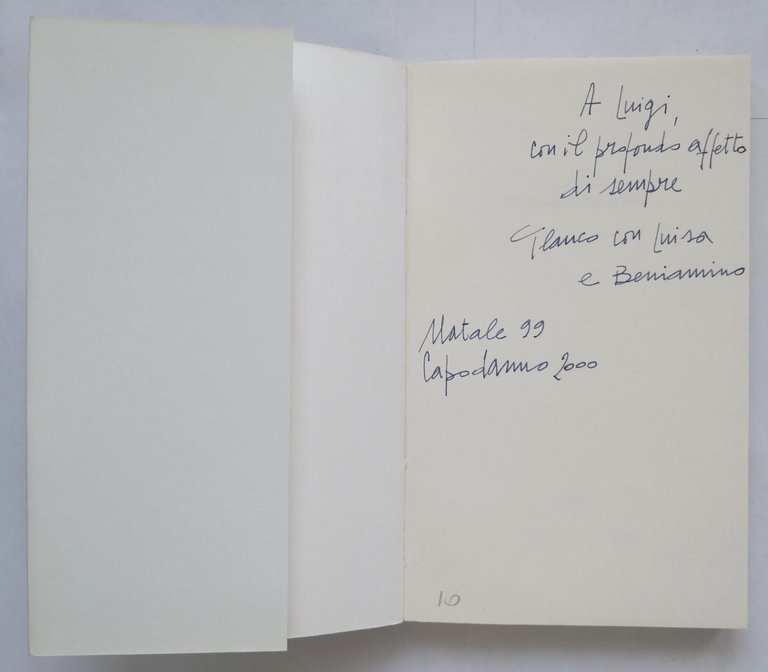 A Luigi,
con il profondo affetto
di sempre
Glauco con Luisa
e Beniamino
Natale 99
Capodanno 2000
10